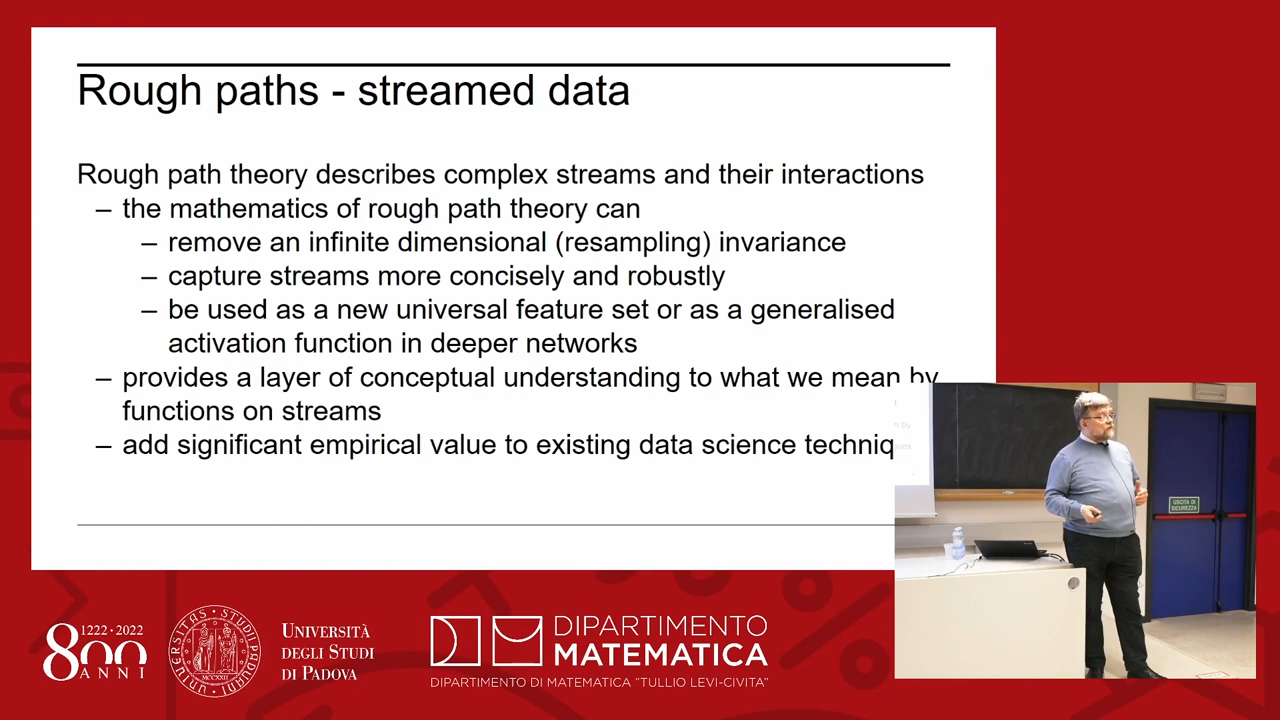 Rough paths - streamed data
Rough path theory describes complex streams and their interactions
– the mathematics of rough path theory can
– remove an infinite dimensional (resampling) invariance
– capture streams more concisely and robustly
– be used as a new universal feature set or as a generalised
activation function in deeper networks
– provides a layer of conceptual understanding to what we mean by
functions on streams
– add significant empirical value to existing data science techniq
USCITA DI
SICUREZZA
1222·2022
800
ANNI
UNIVERSITÀ
DEGLI STUDI
DI PADOVA
DIPARTIMENTO
MATEMATICA
DIPARTIMENTO DI MATEMATICA "TULLIO LEVI-CIVITA"